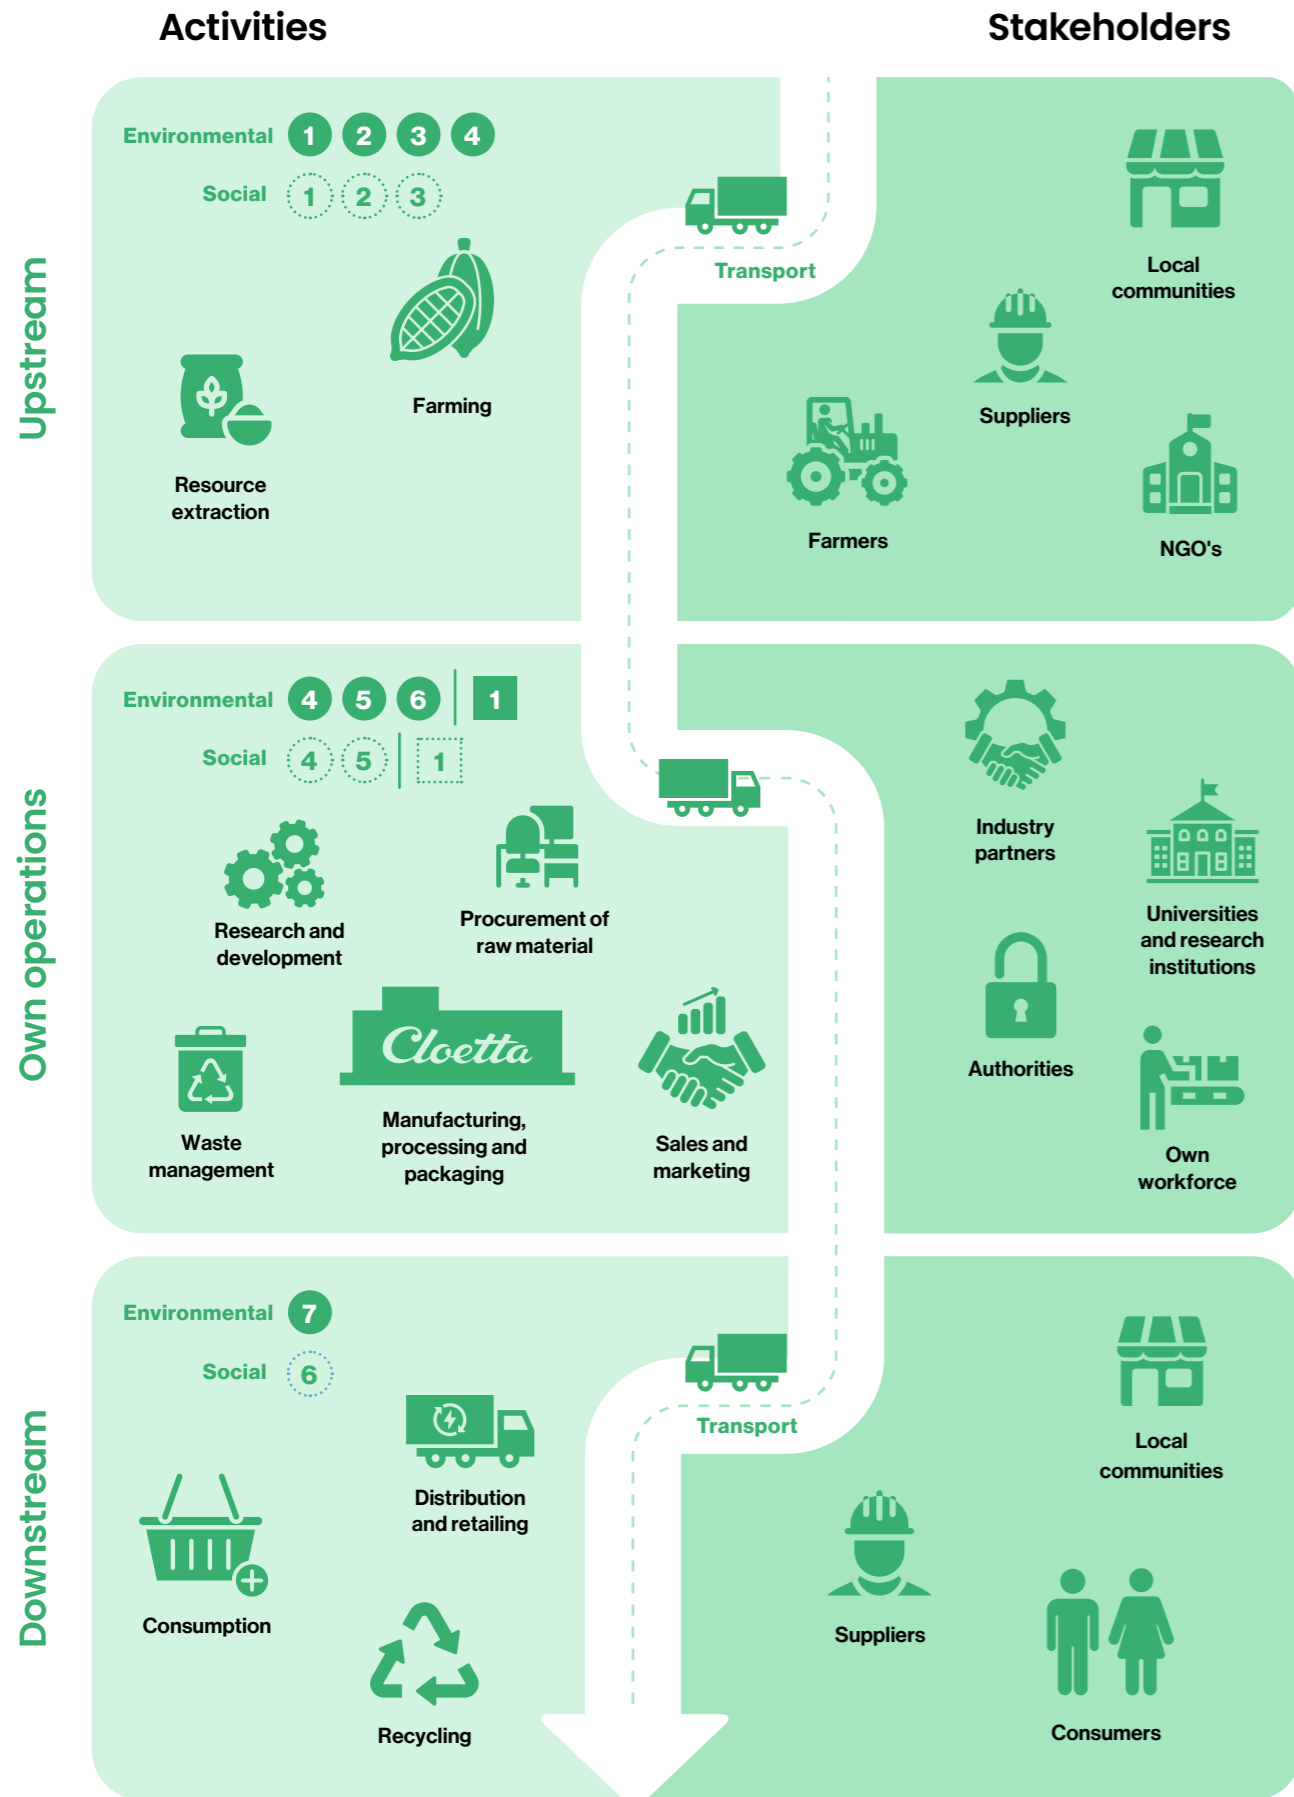 Activities
Stakeholders
Upstream
Environmental 1 2 3 4
Social 1 2 3
Transport
Farming
Resource
extraction
Local
communities
Suppliers
Farmers
NGO's
Own operations
Environmental 4 5 6 1
Social 4 5 1
Research and
development
Procurement of
raw material
Waste
management
Cloetta
Manufacturing,
processing and
packaging
Sales and
marketing
Industry
partners
Universities
and research
institutions
Authorities
Own
workforce
Downstream
Environmental 7
Social 6
Transport
Distribution
and retailing
Consumption
Recycling
Local
communities
Suppliers
Consumers